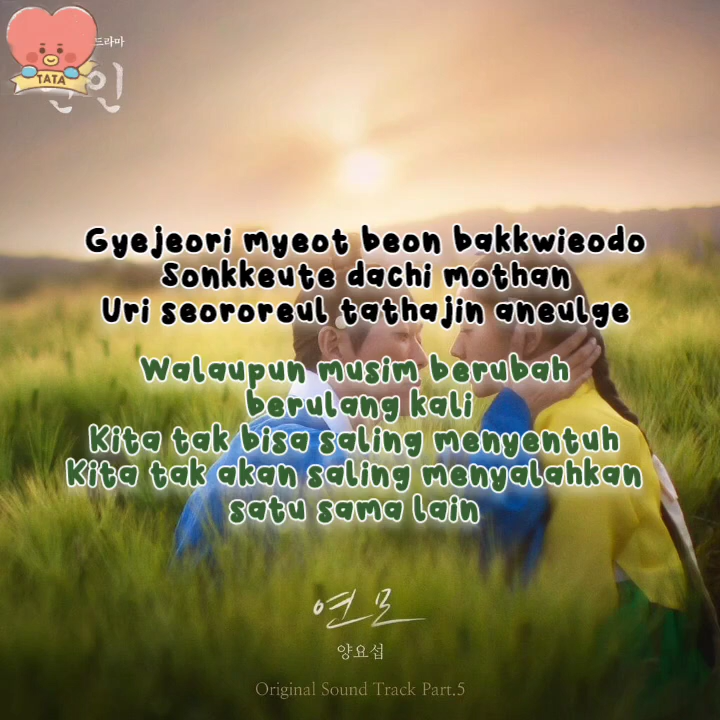 드라마
TATA
연인
Gyejeori myeot beon bakkwieodo
Sonkkeute dachi mothan
Uri seororeul tathajin aneulge
Walaupun musim berubah
berulang kali
Kita tak bisa saling menyentuh
Kita tak akan saling menyalahkan
satu sama lain
연모
양요섭
Original Sound Track Part.5